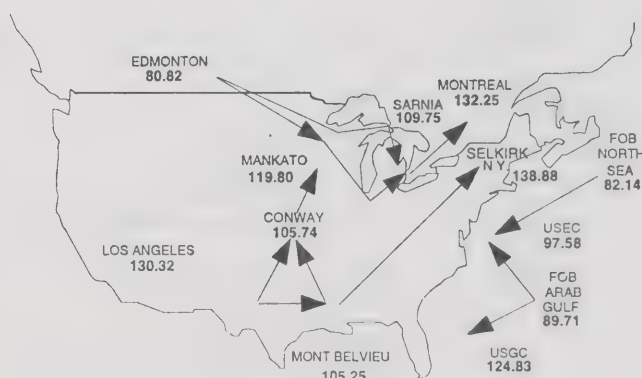 EDMONTON
80.82
MONTREAL
132.25
SARNIA
109.75
FOB
NORTH
SEA
82.14
SELKIRK
N Y
138.88
MANKATO
119.80
CONWAY
105.74
USEC
97.58
LOS ANGELES
130.32
FOB
ARAB
GULF
89.71
MONT BELVIEU
105.25
USGC
124.83